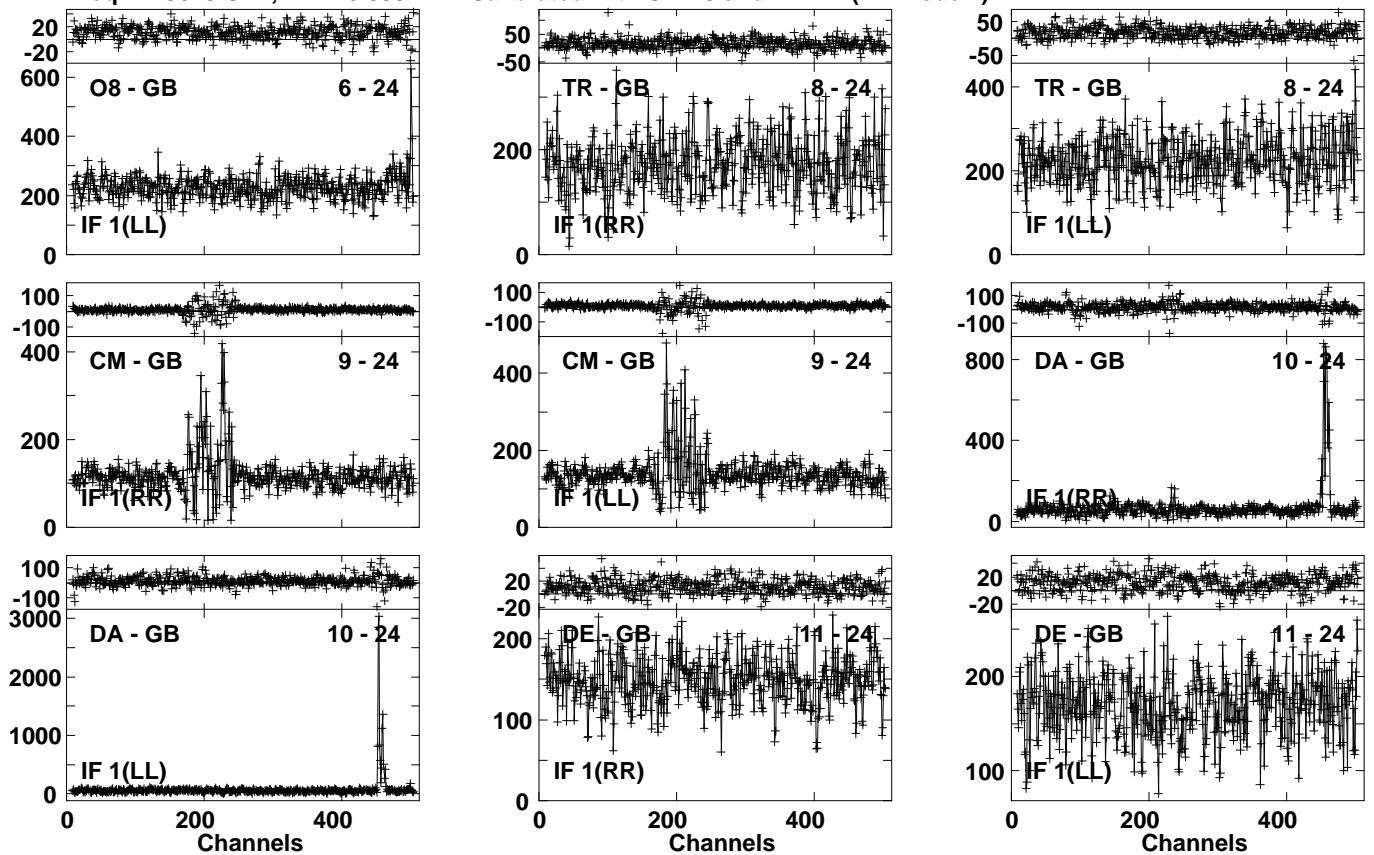 20
-20
600
400
200
0
O8 - GB 6 - 24
IF 1(LL)
50
-50
200
0
TR - GB 8 - 24
IF 1(RR)
50
-50
400
200
0
TR - GB 8 - 24
IF 1(LL)
100
-100
400
200
0
CM - GB 9 - 24
IF 1(RR)
100
-100
400
200
0
CM - GB 9 - 24
IF 1(LL)
100
-100
800
400
0
DA - GB 10 - 24
IF 1(RR)
100
-100
3000
2000
1000
0
DA - GB 10 - 24
IF 1(LL)
0 200 400
Channels
20
-20
200
100
0
DE - GB 11 - 24
IF 1(RR)
0 200 400
Channels
20
-20
200
100
DE - GB 11 - 24
IF 1(LL)
0 200 400
Channels